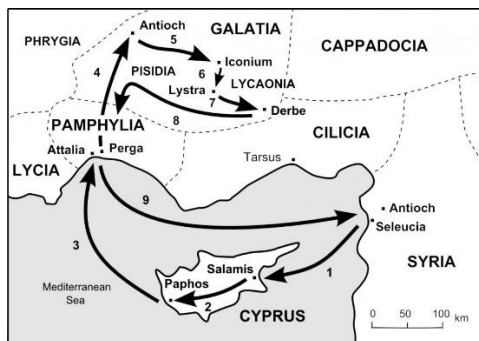 Antioch
GALATIA
PHRYGIA
5
Iconium
CAPPADOCIA
4
PISIDIA
6
LYCAONIA
Lystra
7
8
Derbe
PAMPHYLIA
CILICIA
Attalia
Perga
Tarsus
LYCIA
9
Antioch
Seleucia
3
Salamis
1
SYRIA
Mediterranean
Sea
Paphos
2
CYPRUS
0
50
100
km